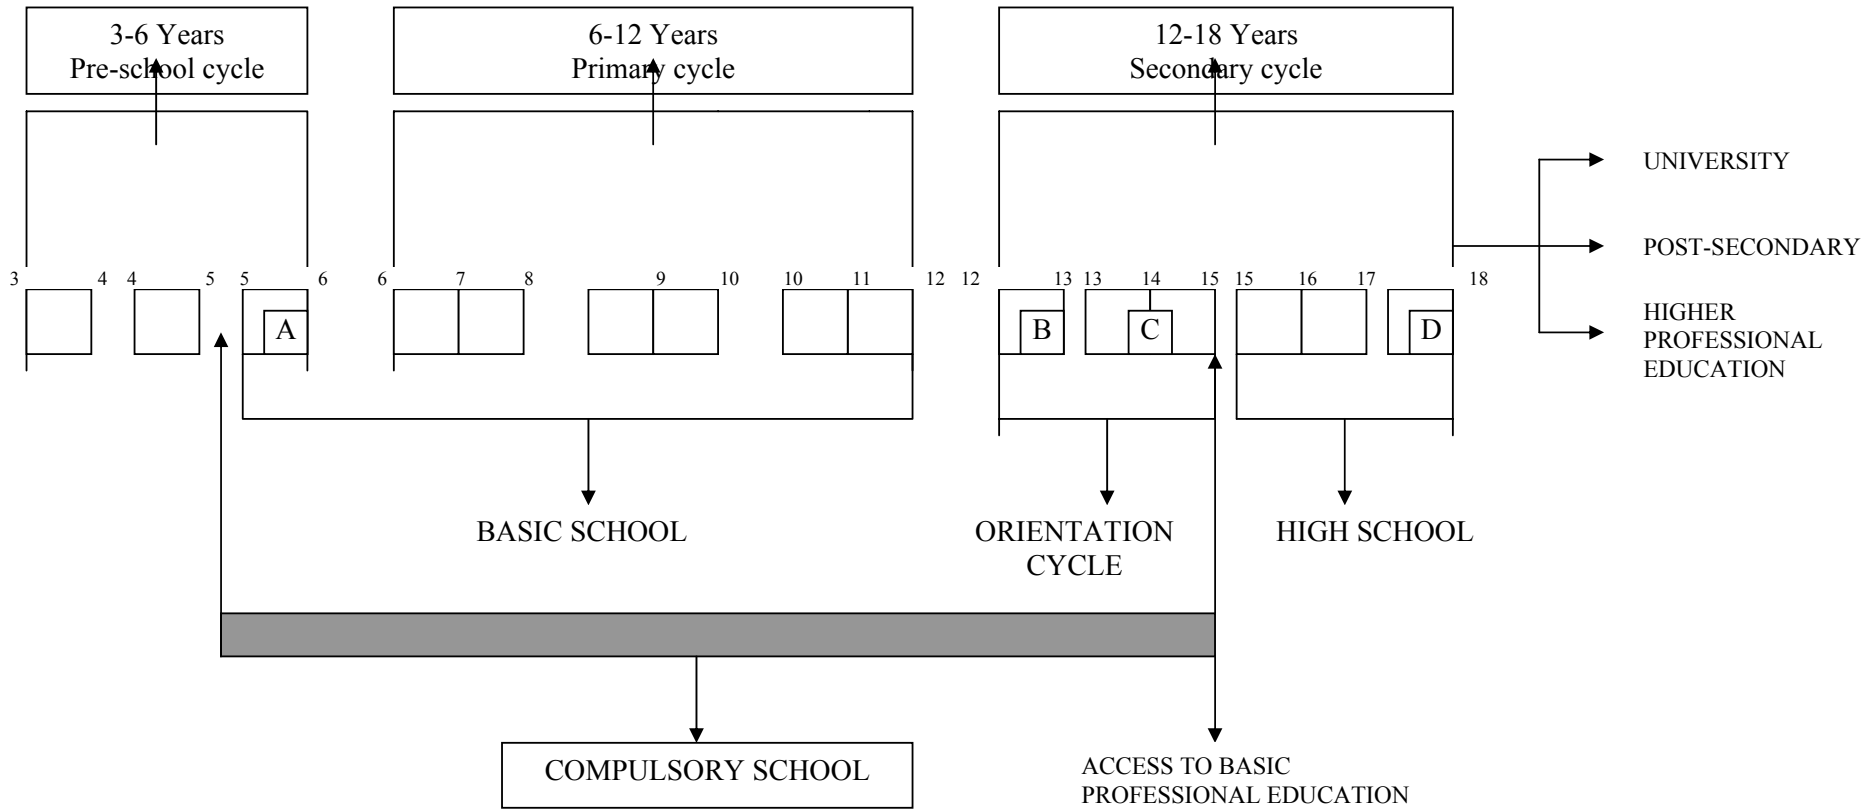 3-6 Years
Pre-school cycle
6-12 Years
Primary cycle
12-18 Years
Secondary cycle
UNIVERSITY
POST-SECONDARY
HIGHER
PROFESSIONAL
EDUCATION
3 4 4 5 5 6 6 7 8 9 10 10 11 12 12 13 13 14 15 15 16 17 18
A B C D
BASIC SCHOOL
ORIENTATION
CYCLE
HIGH SCHOOL
COMPULSORY SCHOOL
ACCESS TO BASIC
PROFESSIONAL EDUCATION